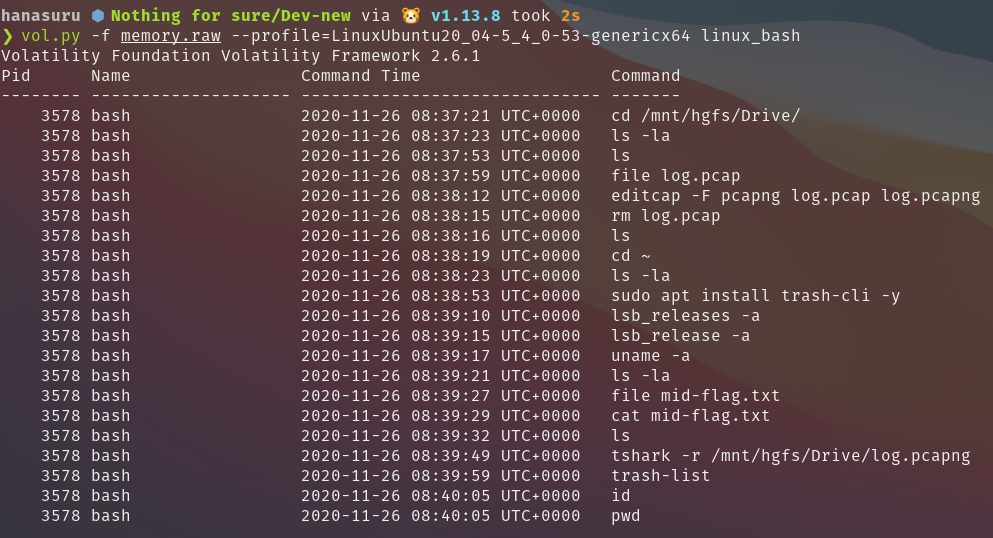 hanasuru ⬢ Nothing for sure/Dev-new via 🐹 v1.13.8 took 2s
❯ vol.py -f memory.raw --profile=LinuxUbuntu20_04-5_4_0-53-genericx64 linux_bash
Volatility Foundation Volatility Framework 2.6.1
Pid      Name                 Command Time                   Command
-------- -------------------- ------------------------------ -------
    3578 bash                 2020-11-26 08:37:21 UTC+0000   cd /mnt/hgfs/Drive/
    3578 bash                 2020-11-26 08:37:23 UTC+0000   ls -la
    3578 bash                 2020-11-26 08:37:53 UTC+0000   ls
    3578 bash                 2020-11-26 08:37:59 UTC+0000   file log.pcap
    3578 bash                 2020-11-26 08:38:12 UTC+0000   editcap -F pcapng log.pcap log.pcapng
    3578 bash                 2020-11-26 08:38:15 UTC+0000   rm log.pcap
    3578 bash                 2020-11-26 08:38:16 UTC+0000   ls
    3578 bash                 2020-11-26 08:38:19 UTC+0000   cd ~
    3578 bash                 2020-11-26 08:38:23 UTC+0000   ls -la
    3578 bash                 2020-11-26 08:38:53 UTC+0000   sudo apt install trash-cli -y
    3578 bash                 2020-11-26 08:39:10 UTC+0000   lsb_releases -a
    3578 bash                 2020-11-26 08:39:15 UTC+0000   lsb_release -a
    3578 bash                 2020-11-26 08:39:17 UTC+0000   uname -a
    3578 bash                 2020-11-26 08:39:21 UTC+0000   ls -la
    3578 bash                 2020-11-26 08:39:27 UTC+0000   file mid-flag.txt
    3578 bash                 2020-11-26 08:39:29 UTC+0000   cat mid-flag.txt
    3578 bash                 2020-11-26 08:39:32 UTC+0000   ls
    3578 bash                 2020-11-26 08:39:49 UTC+0000   tshark -r /mnt/hgfs/Drive/log.pcapng
    3578 bash                 2020-11-26 08:39:59 UTC+0000   trash-list
    3578 bash                 2020-11-26 08:40:05 UTC+0000   id
    3578 bash                 2020-11-26 08:40:05 UTC+0000   pwd